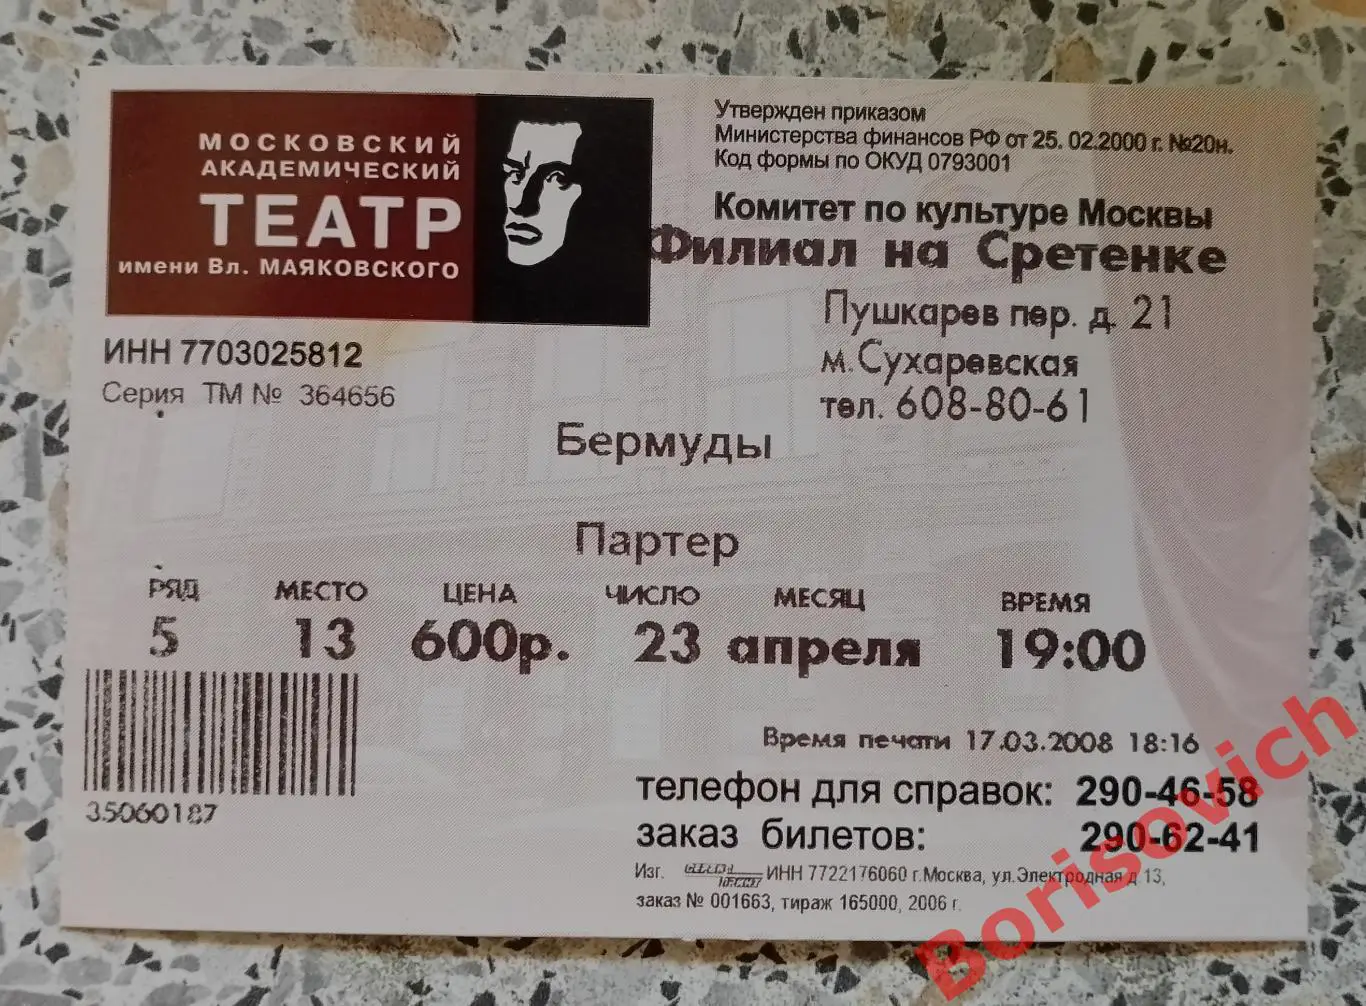 МОСКОВСКИЙ
АКАДЕМИЧЕСКИЙ
ТЕАТР
имени Вл. МАЯКОВСКОГО
Утвержден приказом
Министерства финансов РФ от 25. 02.2000 г. №20н.
Код формы по ОКУД 0793001
Комитет по культуре Москвы
Филиал на Сретенке
Пушкарев пер. д. 21
м.Сухаревская
тел. 608-80-61
ИНН 7703025812
Серия ТМ № 364656
Бермуды
Партер
РЯД МЕСТО ЦЕНА ЧИСЛО МЕСЯЦ ВРЕМЯ
5 13 600р. 23 апреля 19:00
35060187
Время печати 17.03.2008 18:16
телефон для справок: 290-46-58
заказ билетов: 290-62-41
Изг. ИНН 7722176060 г.Москва, ул.Электродная д.13,
заказ № 001663, тираж 165000, 2006 г.
Borisovich